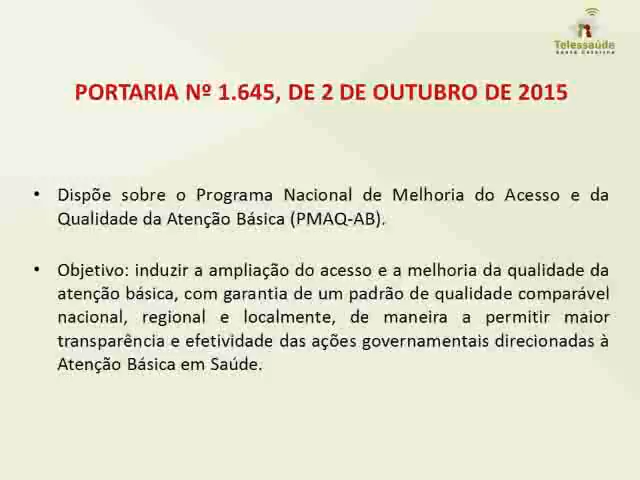 Telessaúde
Santa Catarina
PORTARIA Nº 1.645, DE 2 DE OUTUBRO DE 2015
• Dispõe sobre o Programa Nacional de Melhoria do Acesso e da
Qualidade da Atenção Básica (PMAQ-AB).
• Objetivo: induzir a ampliação do acesso e a melhoria da qualidade da
atenção básica, com garantia de um padrão de qualidade comparável
nacional, regional e localmente, de maneira a permitir maior
transparência e efetividade das ações governamentais direcionadas à
Atenção Básica em Saúde.